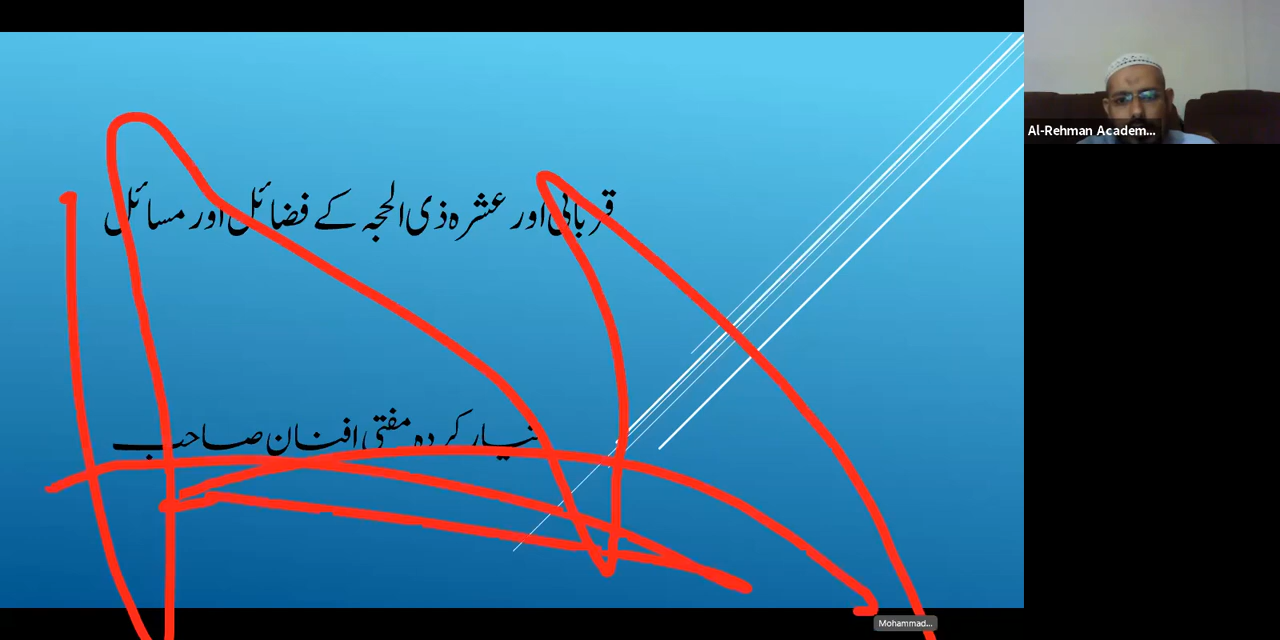 قربانی اور عشرہ ذی الحجہ کے فضائل اور مسائل
تیار کردہ مفتی افنان صاحب
Al-Rehman Academ...
Mohammad...